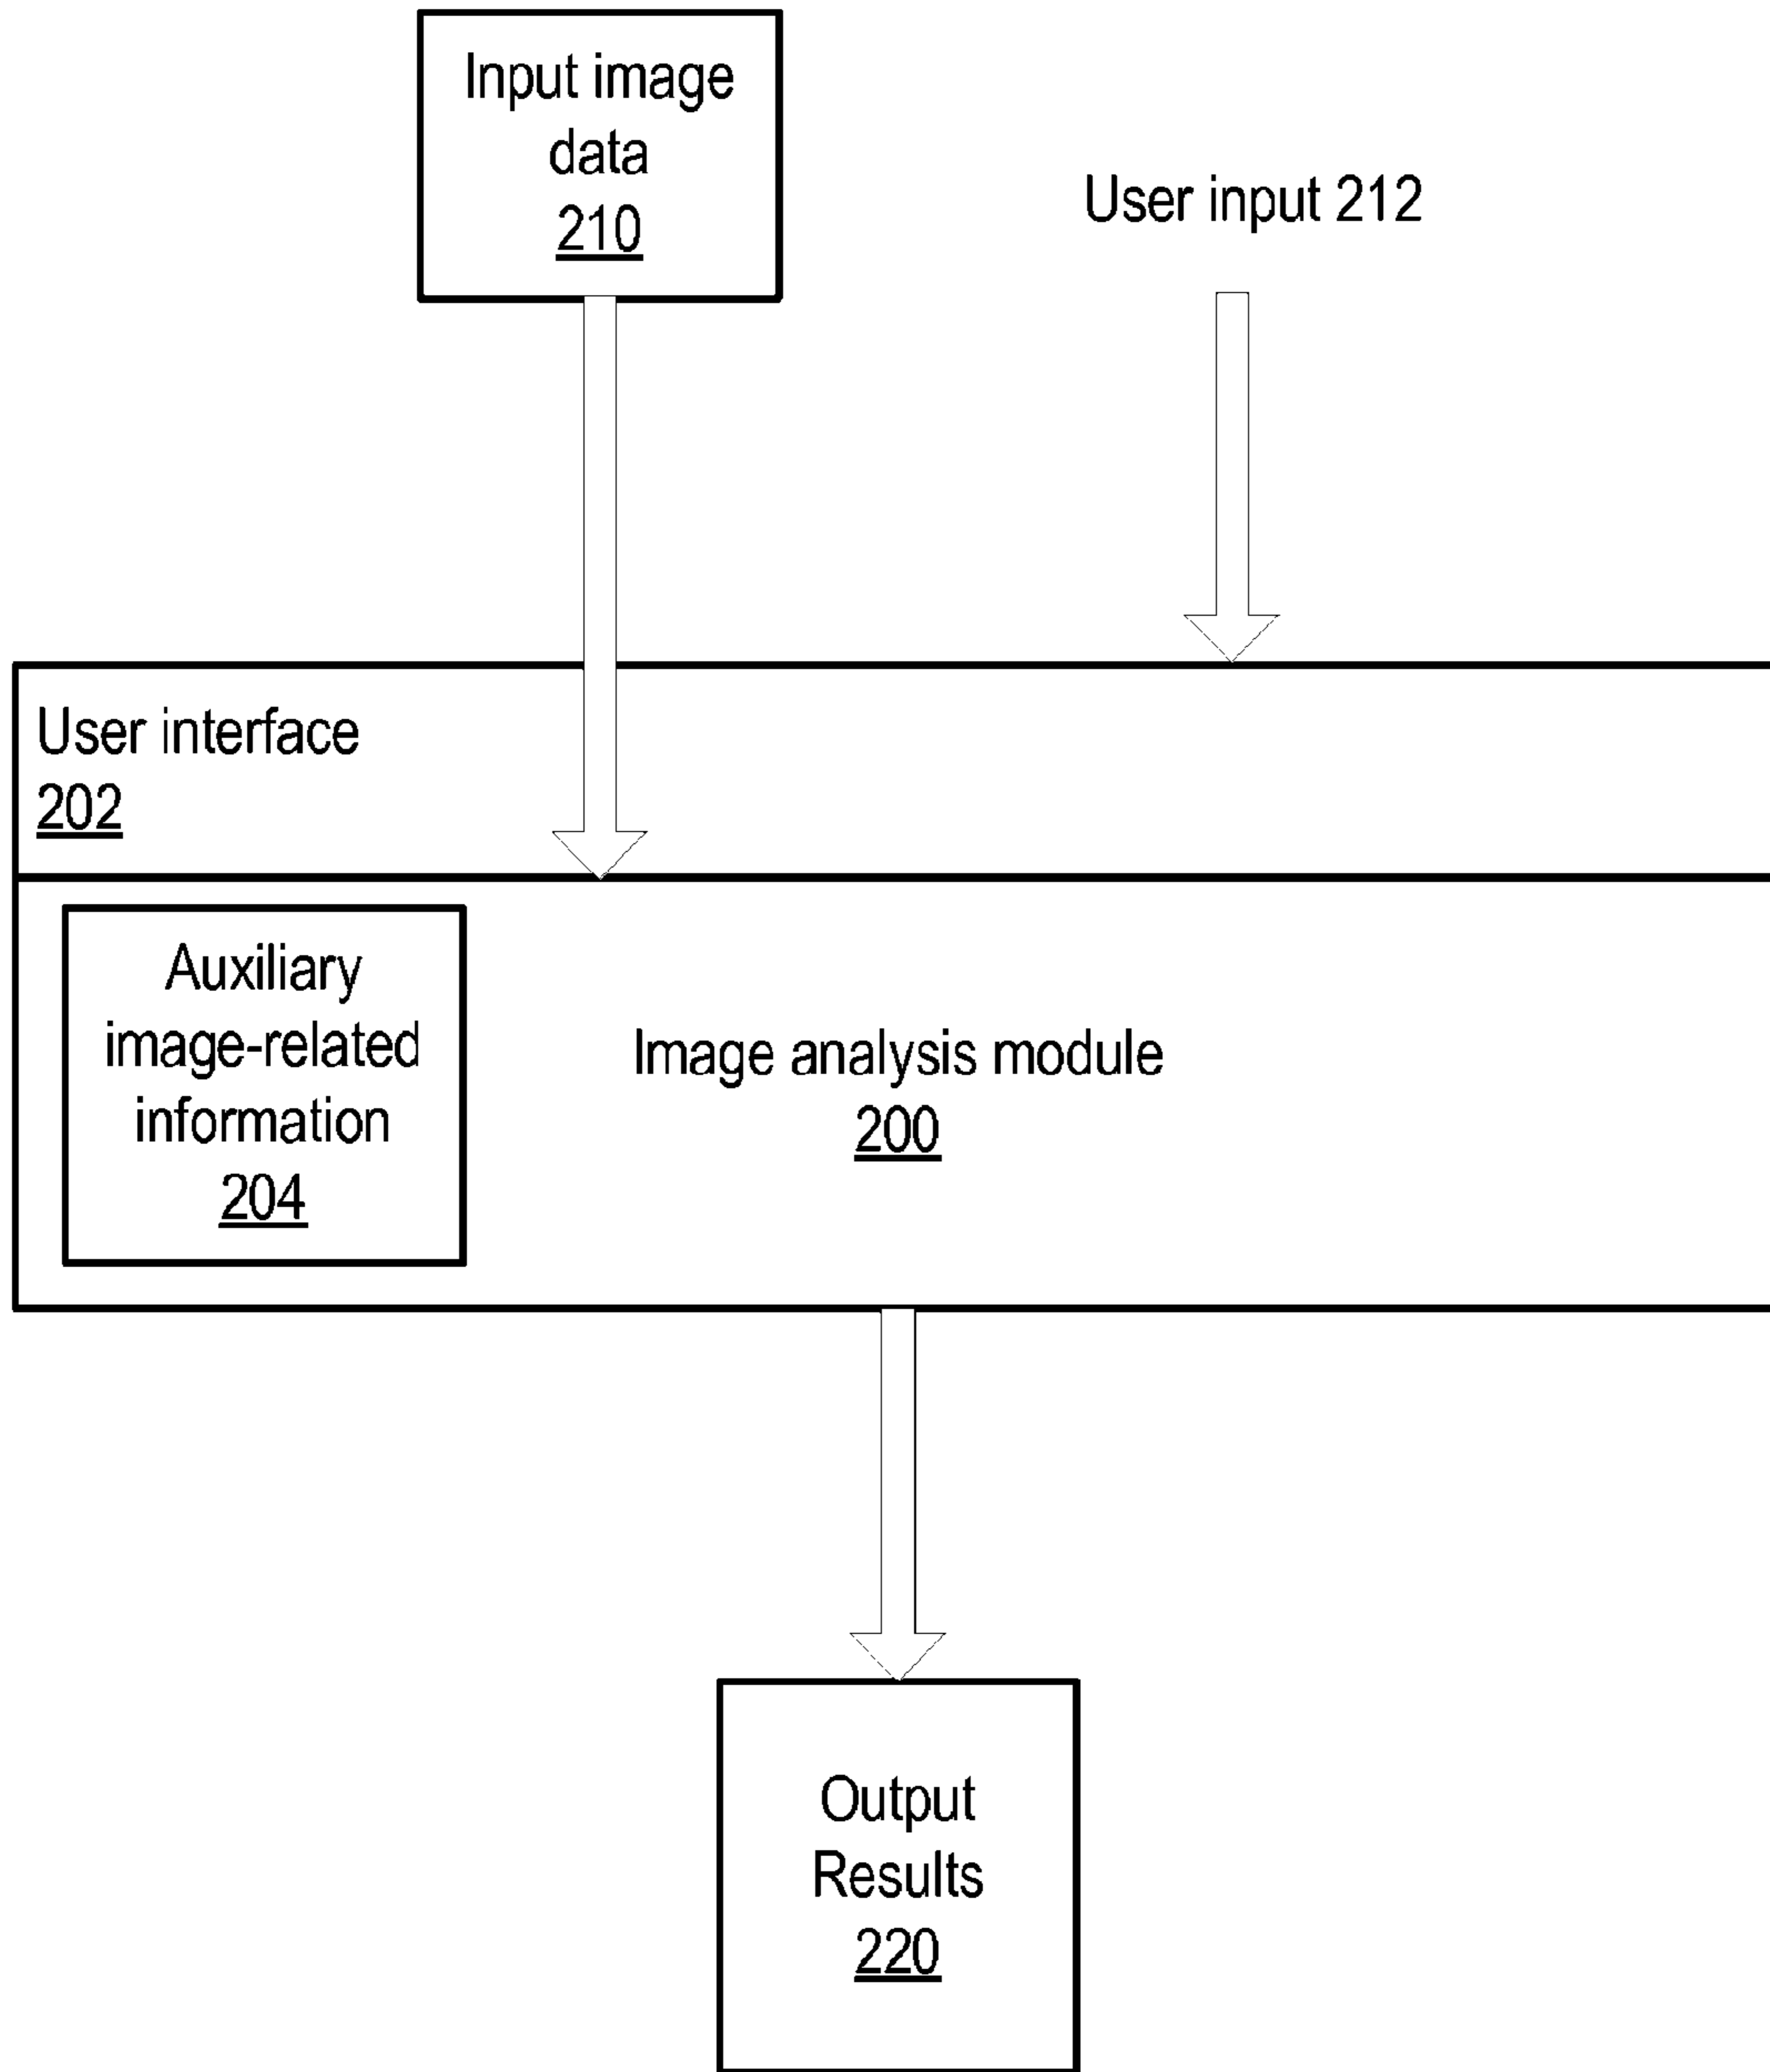 Input image
data
210
User input 212
User interface
202
Auxiliary
image-related
information
204
Image analysis module
200
Output
Results
220